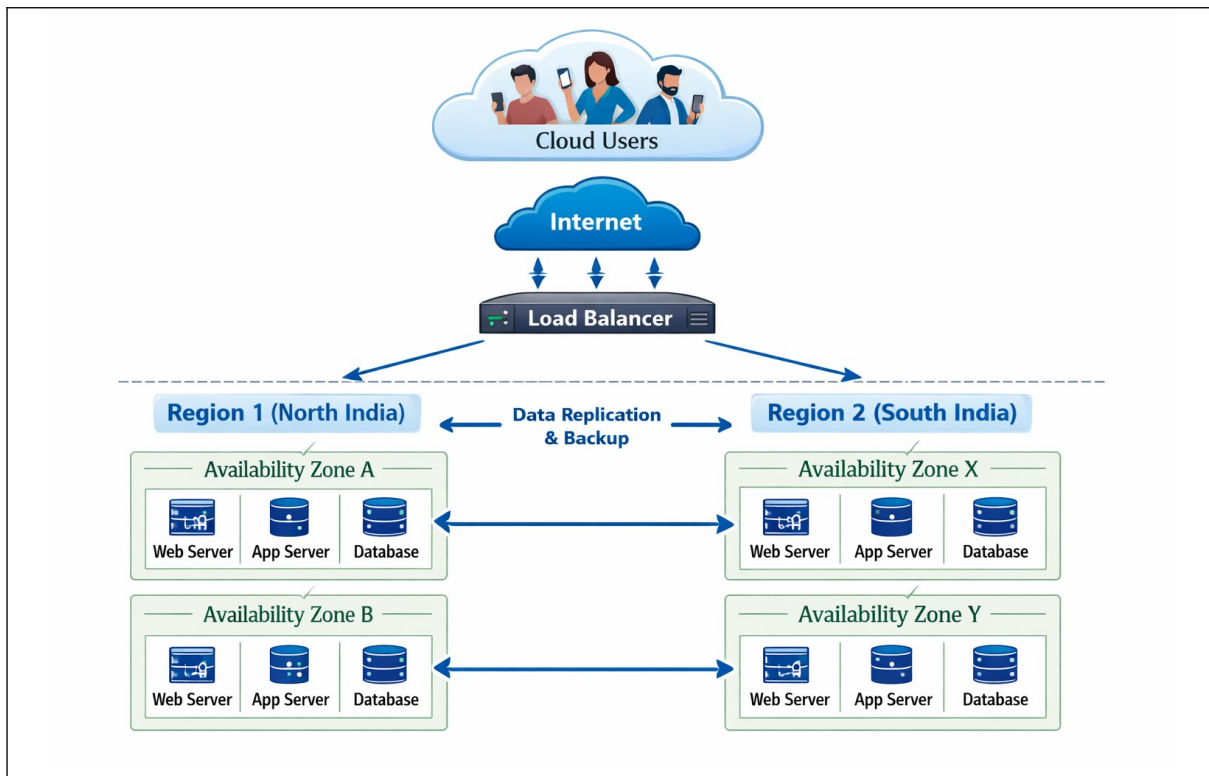 Cloud Users
Internet
Load Balancer
Region 1 (North India)
Data Replication
& Backup
Region 2 (South India)
Availability Zone A
Web Server
App Server
Database
Availability Zone X
Web Server
App Server
Database
Availability Zone B
Web Server
App Server
Database
Availability Zone Y
Web Server
App Server
Database